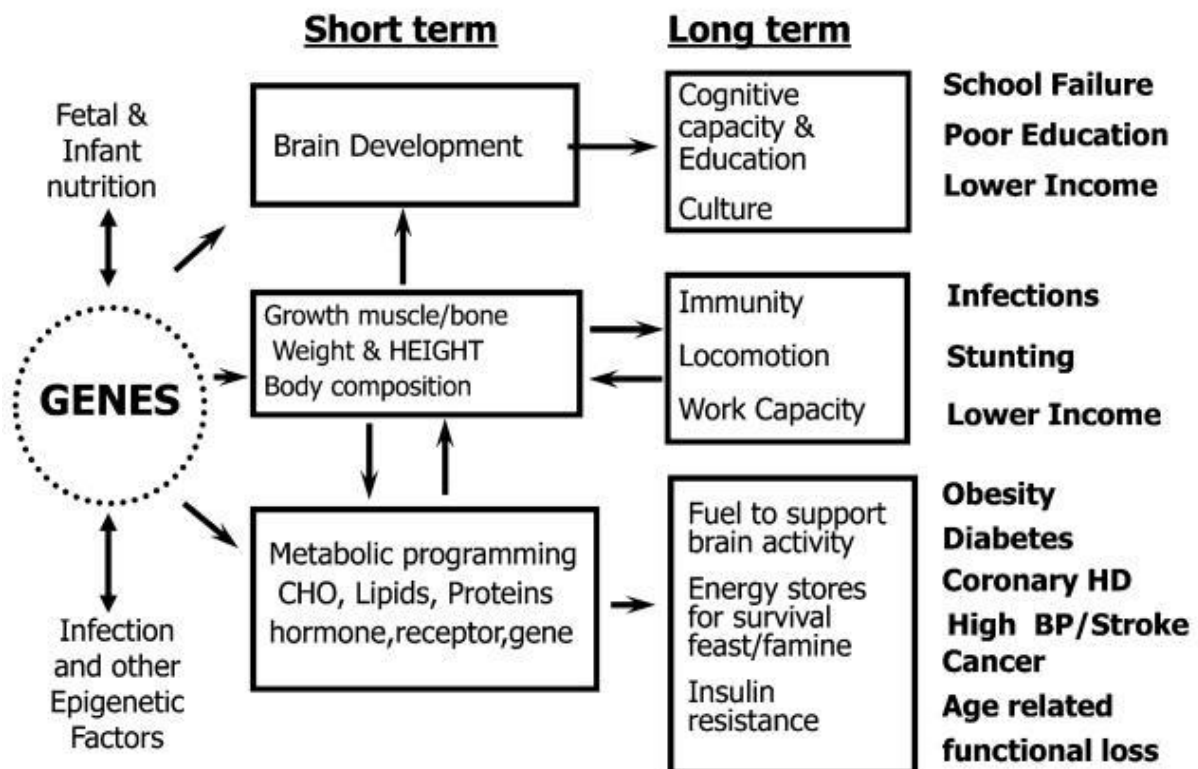 Short term
Long term
Fetal &
Infant
nutrition
GENES
Infection
and other
Epigenetic
Factors
Brain Development
Growth muscle/bone
Weight & HEIGHT
Body composition
Metabolic programming
CHO, Lipids, Proteins
hormone,receptor,gene
Cognitive
capacity &
Education
Culture
School Failure
Poor Education
Lower Income
Immunity
Locomotion
Work Capacity
Infections
Stunting
Lower Income
Fuel to support
brain activity
Energy stores
for survival
feast/famine
Insulin
resistance
Obesity
Diabetes
Coronary HD
High BP/Stroke
Cancer
Age related
functional loss